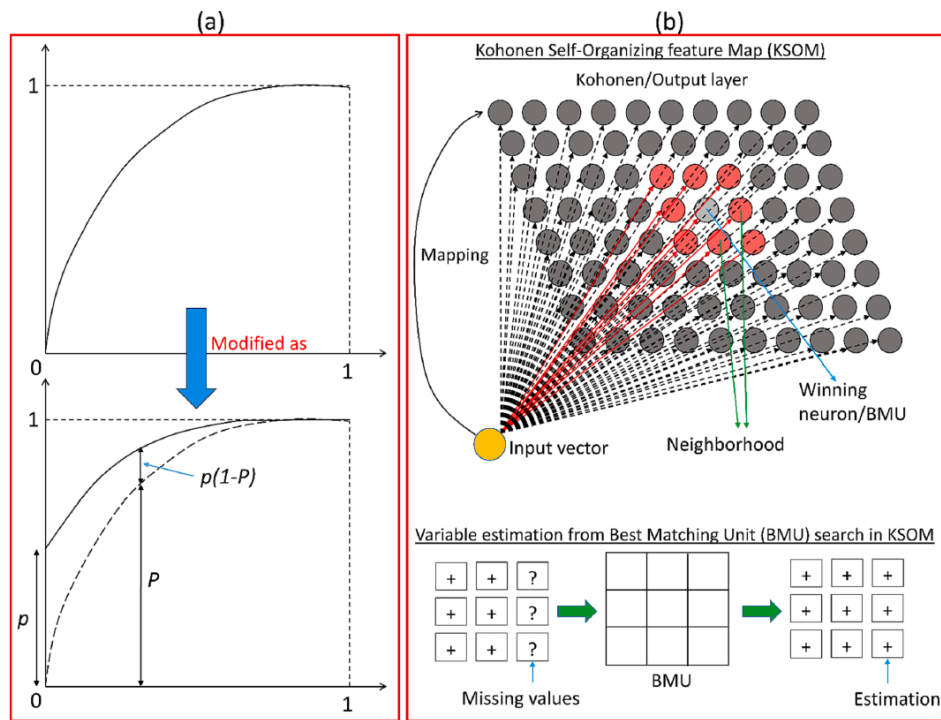 (a)
1
0
1
Modified as
1
p(1-P)
P
p
0
1
(b)
Kohonen Self-Organizing feature Map (KSOM)
Kohonen/Output layer
Mapping
Winning
neuron/BMU
Input vector
Neighborhood
Variable estimation from Best Matching Unit (BMU) search in KSOM
+ + ? + + +
+ + ? + + +
+ + ? + + +
BMU
Missing values
Estimation